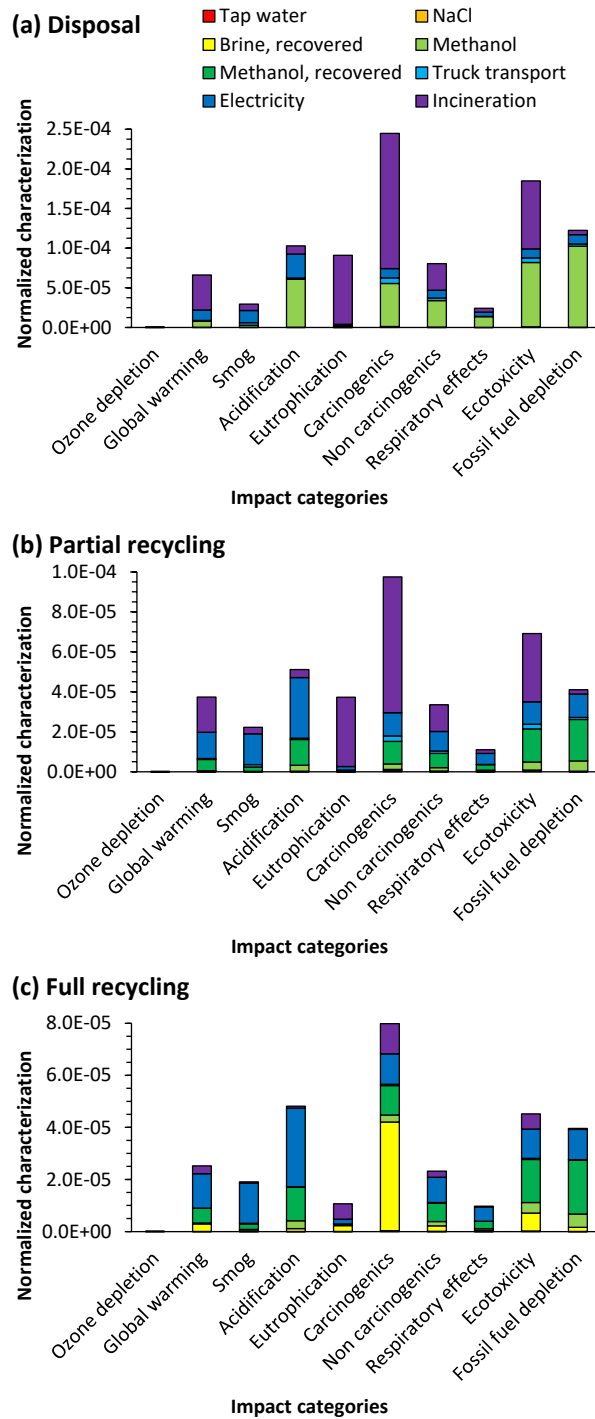 (a) Disposal
Tap water
NaCl
Brine, recovered
Methanol
Methanol, recovered
Truck transport
Electricity
Incineration
Normalized characterization
2.5E-04
2.0E-04
1.5E-04
1.0E-04
5.0E-05
0.0E+00
Ozone depletion
Global warming
Smog
Acidification
Eutrophication
Carcinogenics
Non carcinogenics
Respiratory effects
Ecotoxicity
Fossil fuel depletion
Impact categories
(b) Partial recycling
Normalized characterization
1.0E-04
8.0E-05
6.0E-05
4.0E-05
2.0E-05
0.0E+00
Ozone depletion
Global warming
Smog
Acidification
Eutrophication
Carcinogenics
Non carcinogenics
Respiratory effects
Ecotoxicity
Fossil fuel depletion
Impact categories
(c) Full recycling
Normalized characterization
8.0E-05
6.0E-05
4.0E-05
2.0E-05
0.0E+00
Ozone depletion
Global warming
Smog
Acidification
Eutrophication
Carcinogenics
Non carcinogenics
Respiratory effects
Ecotoxicity
Fossil fuel depletion
Impact categories